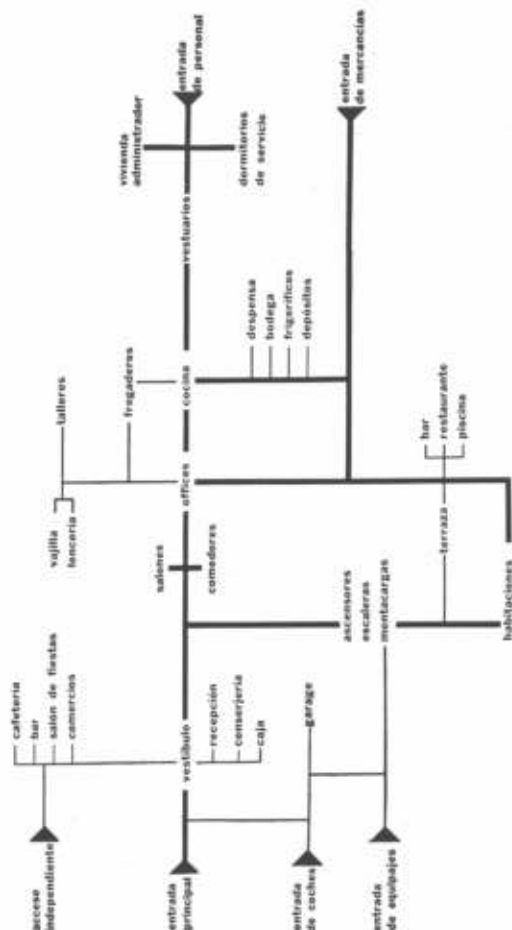 acceso
independiente
cafetería
bar
salón de fiestas
comercios
entrada
principal
vestíbulo
recepción
conserjería
caja
entrada
de coches
garage
entrada
de equipajes
ascensores
escaleras
montacargas
habitaciones
terraza
bar
restaurante
piscina
salones
comedores
vajilla
lencería
talleres
fregaderos
offices
cocina
despensa
bodega
frigoríficos
depósitos
vestuarios
vivienda
administrador
dormitorios
de servicio
entrada
de personal
entrada
de mercancías